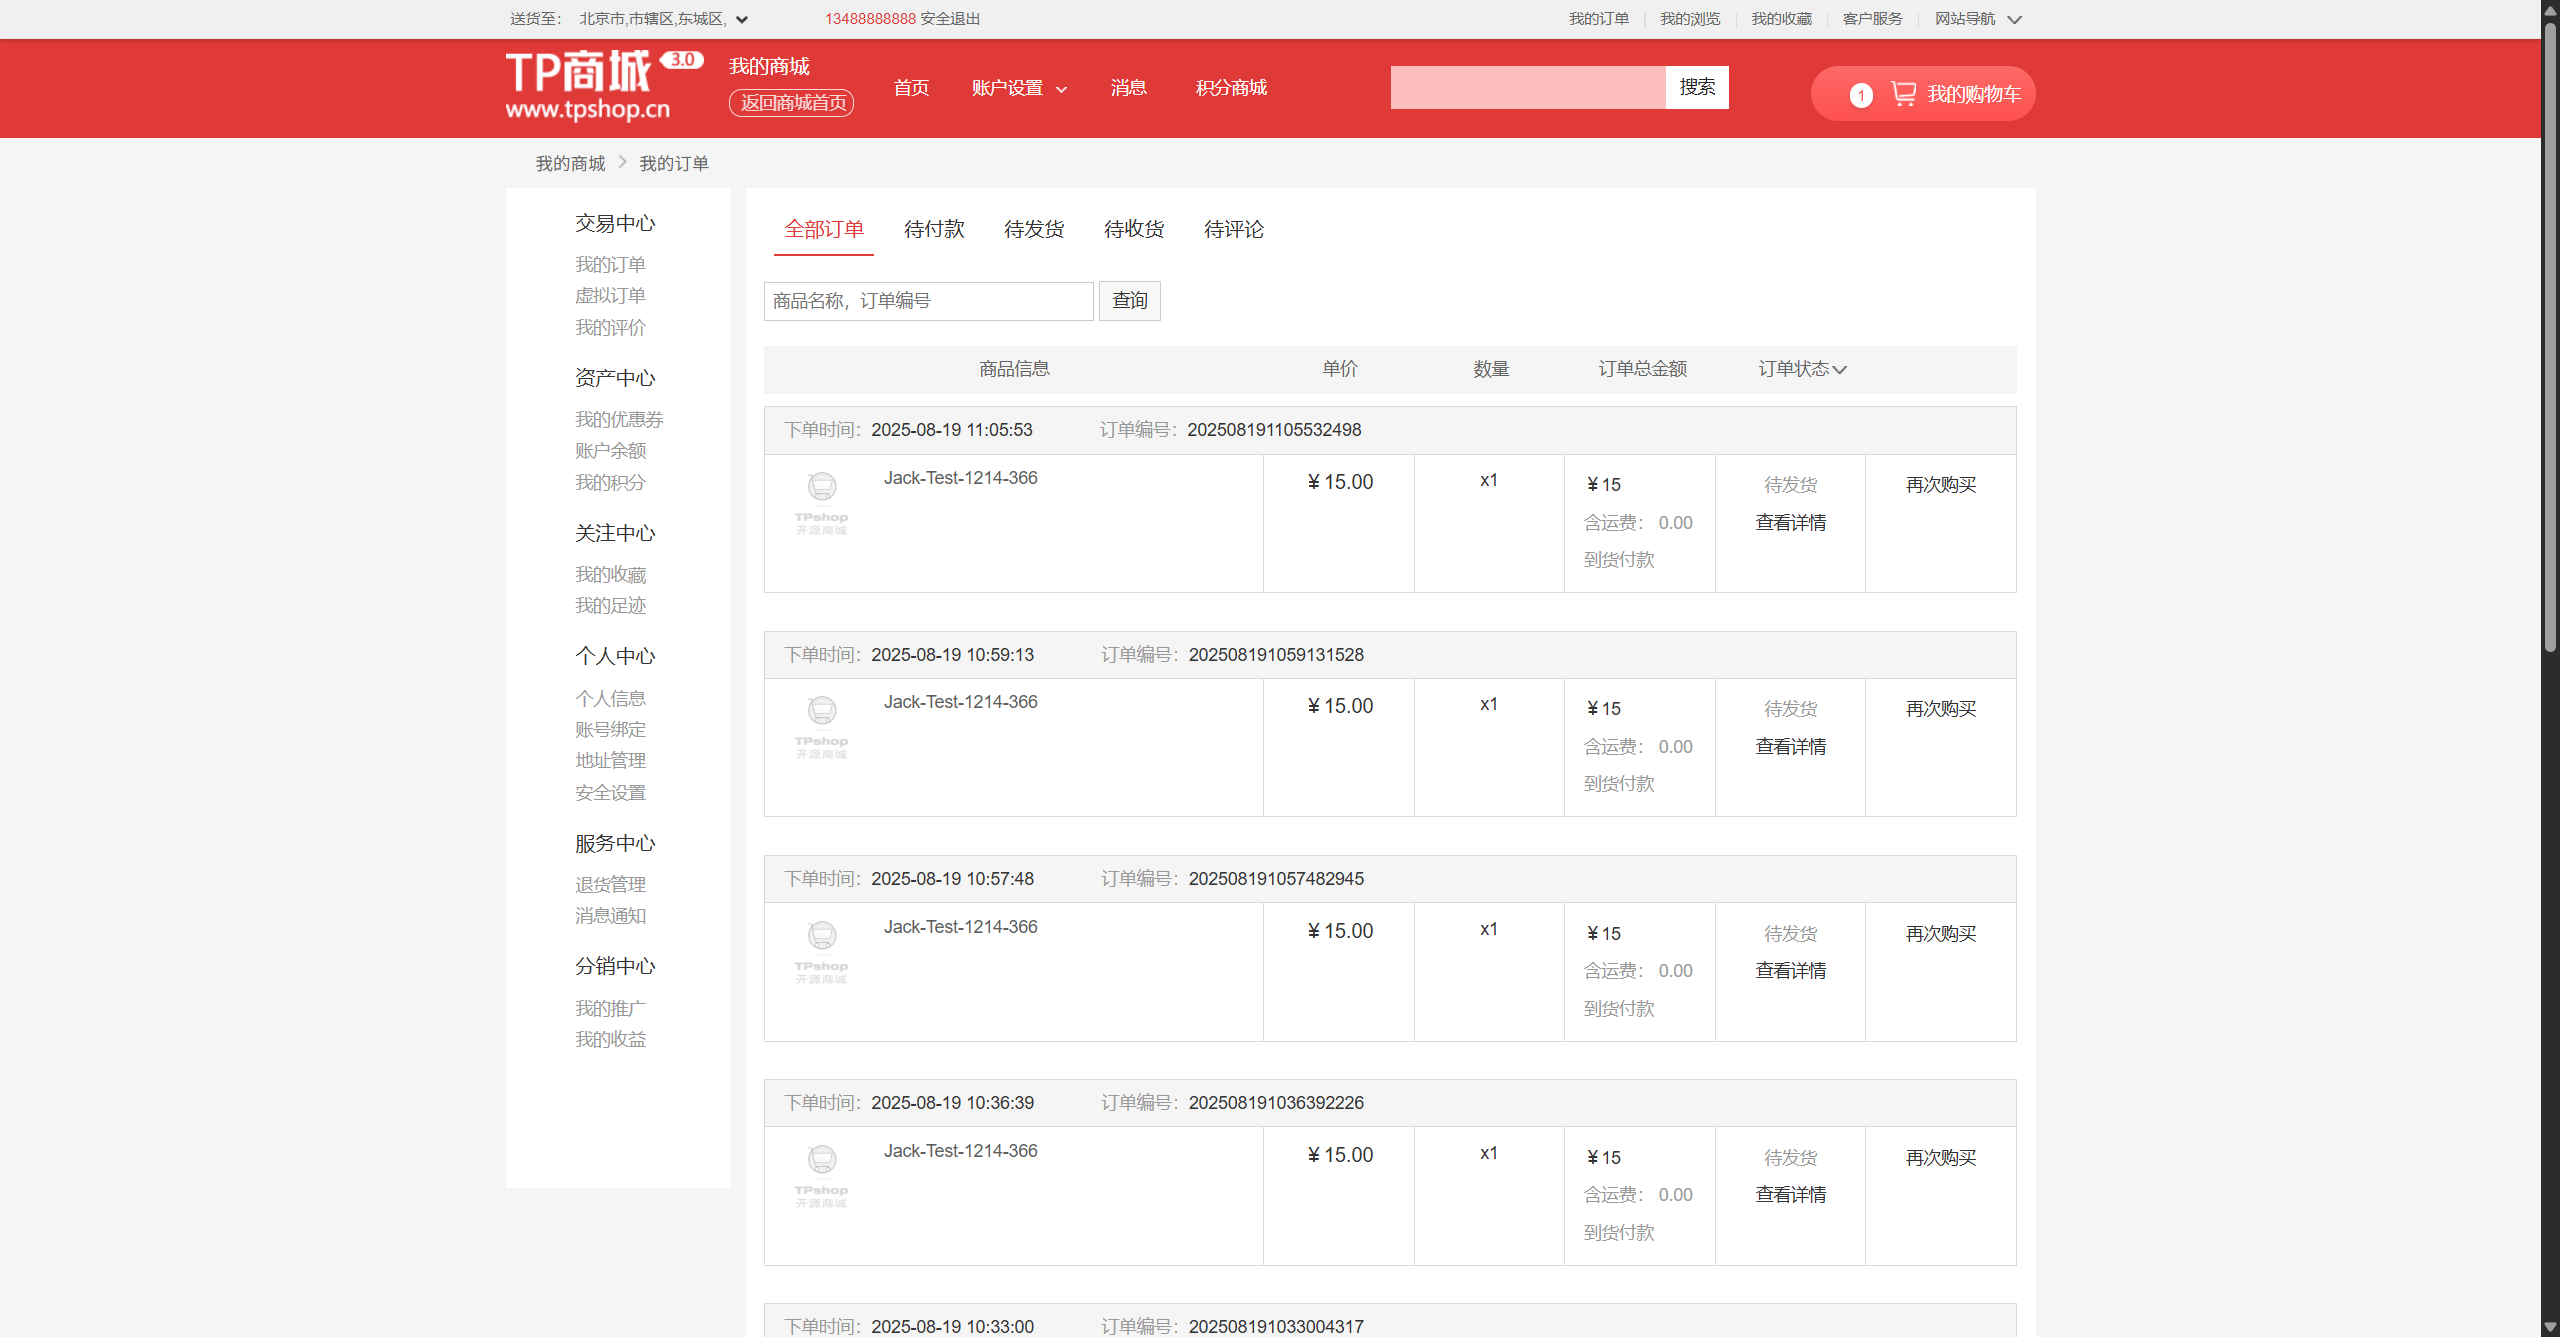 送货至： 北京市,市辖区,东城区,
13488888888 安全退出
我的订单 我的浏览 我的收藏 客户服务 网站导航
TP商城 3.0
www.tpshop.cn
我的商城
返回商城首页
首页 账户设置 消息 积分商城
搜索
1 我的购物车
我的商城 > 我的订单
交易中心
我的订单
虚拟订单
我的评价
资产中心
我的优惠券
账户余额
我的积分
关注中心
我的收藏
我的足迹
个人中心
个人信息
账号绑定
地址管理
安全设置
服务中心
退货管理
消息通知
分销中心
我的推广
我的收益
全部订单 待付款 待发货 待收货 待评论
商品名称，订单编号 查询
商品信息 单价 数量 订单总金额 订单状态
下单时间：2025-08-19 11:05:53 订单编号：202508191105532498
TPshop
开源商城
Jack-Test-1214-366 ¥ 15.00 x1 ¥ 15 待发货 再次购买
含运费： 0.00 查看详情
到货付款
下单时间：2025-08-19 10:59:13 订单编号：202508191059131528
TPshop
开源商城
Jack-Test-1214-366 ¥ 15.00 x1 ¥ 15 待发货 再次购买
含运费： 0.00 查看详情
到货付款
下单时间：2025-08-19 10:57:48 订单编号：202508191057482945
TPshop
开源商城
Jack-Test-1214-366 ¥ 15.00 x1 ¥ 15 待发货 再次购买
含运费： 0.00 查看详情
到货付款
下单时间：2025-08-19 10:36:39 订单编号：202508191036392226
TPshop
开源商城
Jack-Test-1214-366 ¥ 15.00 x1 ¥ 15 待发货 再次购买
含运费： 0.00 查看详情
到货付款
下单时间：2025-08-19 10:33:00 订单编号：202508191033004317